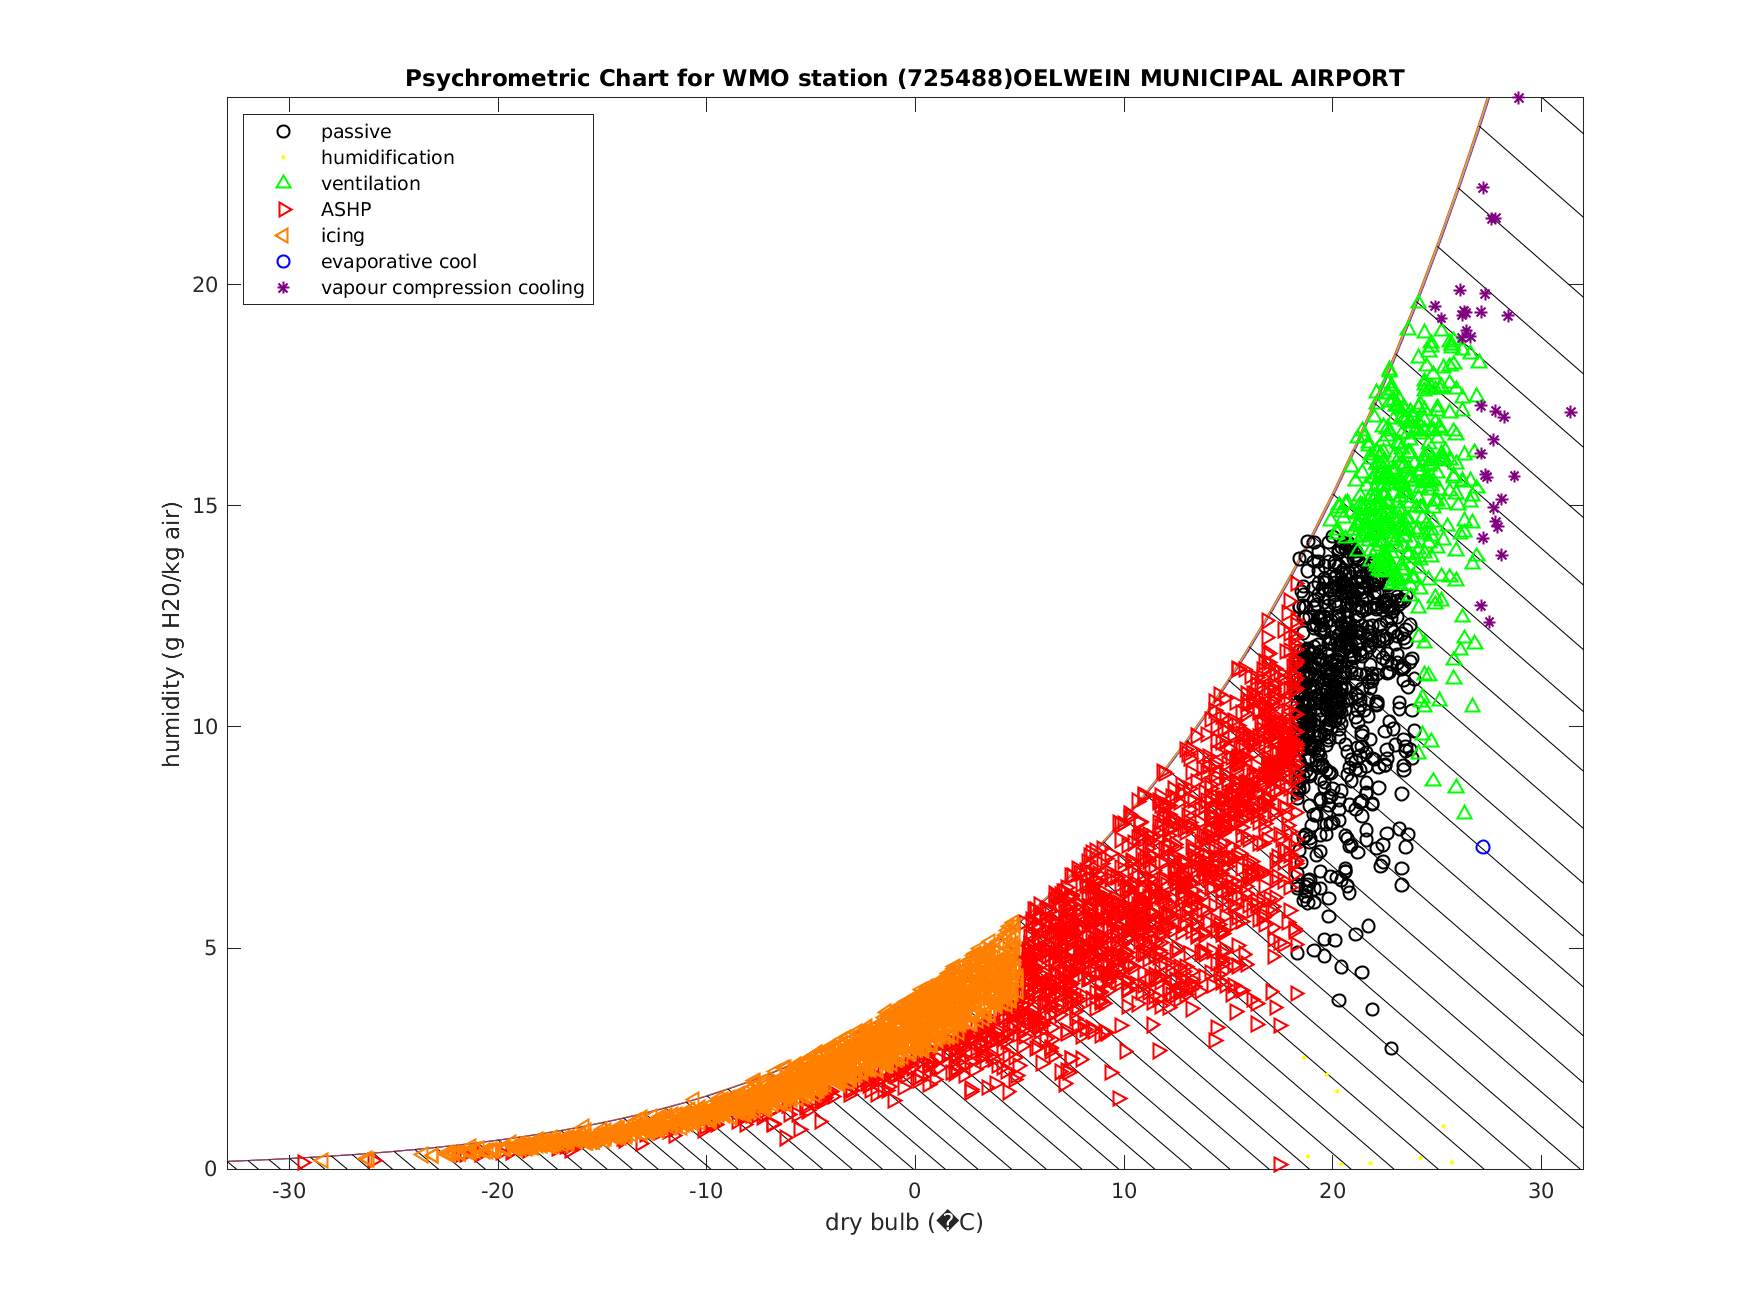 Psychrometric Chart for WMO station (725488)OELWEIN MUNICIPAL AIRPORT
passive
humidification
ventilation
ASHP
icing
evaporative cool
vapour compression cooling
humidity (g H20/kg air)
20
15
10
5
0
-30 -20 -10 0 10 20 30
dry bulb (�C)